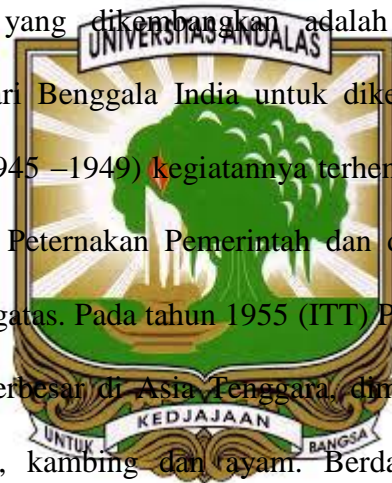 yang dikembangkan adalah
UNIVERSITAS ANDALAS
ari Benggala India untuk dike
945 –1949) kegiatannya terhen
Peternakan Pemerintah dan d
gatas. Pada tahun 1955 (ITT) P
erbesar di Asia Tenggara, dim
KEDJAJAAN
UNTUK BANGSA
, kambing dan ayam. Berda